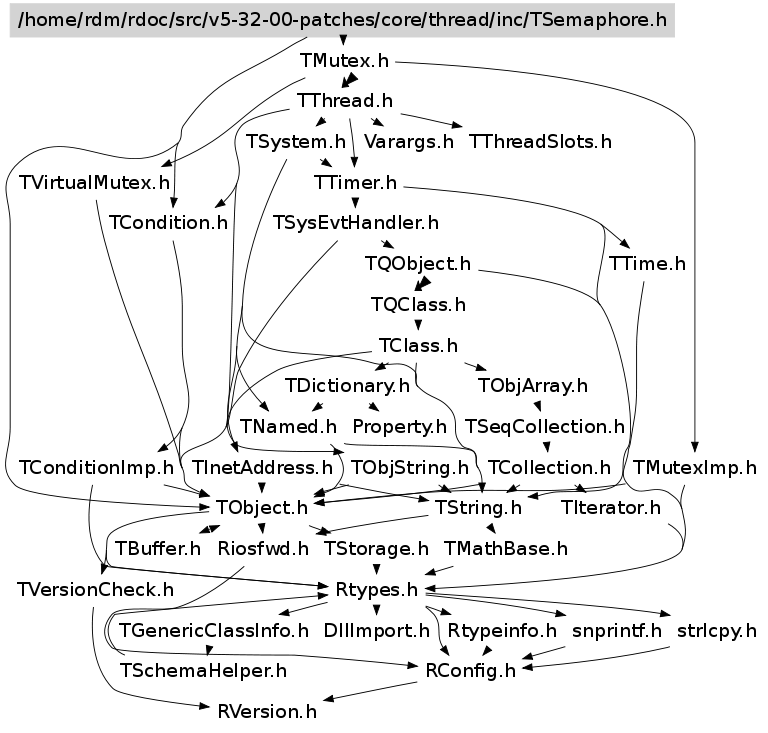 /home/rdm/rdoc/src/v5-32-00-patches/core/thread/inc/TSemaphore.h
TMutex.h
TThread.h
TSystem.h
Varargs.h
TThreadSlots.h
TVirtualMutex.h
TTimer.h
TCondition.h
TSysEvtHandler.h
TQObject.h
TTime.h
TQClass.h
TClass.h
TDictionary.h
TObjArray.h
TNamed.h
Property.h
TSeqCollection.h
TConditionImp.h
TInetAddress.h
TObjString.h
TCollection.h
TMutexImp.h
TObject.h
TString.h
TIterator.h
TBuffer.h
Riosfwd.h
TStorage.h
TMathBase.h
TVersionCheck.h
Rtypes.h
TGenericClassInfo.h
DllImport.h
Rtypeinfo.h
snprintf.h
strlcpy.h
TSchemaHelper.h
RConfig.h
RVersion.h